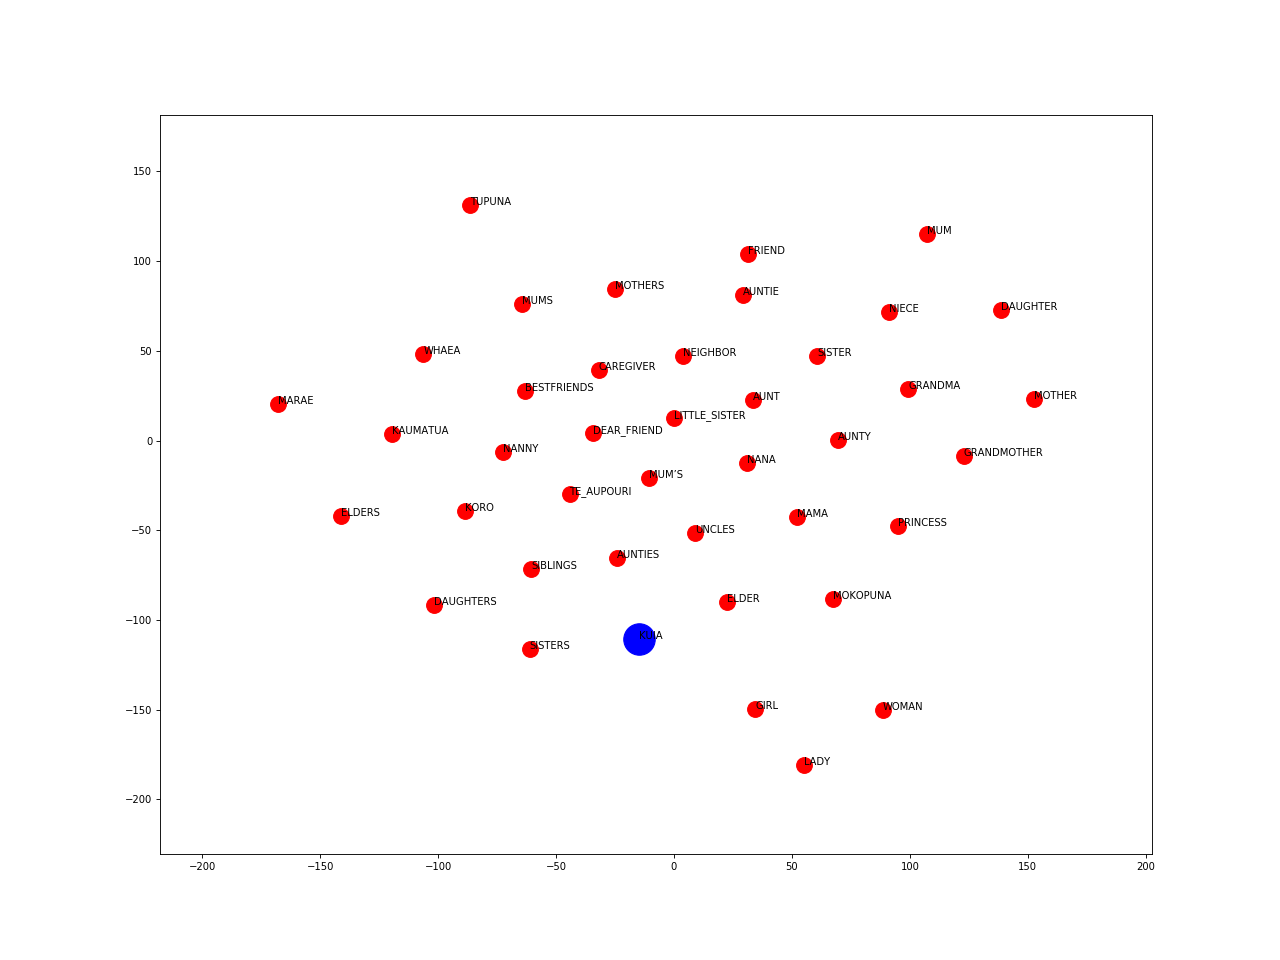 150
TUPUNA
MUM
FRIEND
100
MOTHERS
AUNTIE
MUMS
DAUGHTER
NIECE
50
WHAEA
NEIGHBOR
SISTER
CAREGIVER
BESTFRIENDS
GRANDMA
MARAE
AUNT
MOTHER
LITTLE_SISTER
KAUMATUA
DEAR_FRIEND
0
AUNTY
NANNY
GRANDMOTHER
NANA
MUM'S
TE_AUPOURI
KORO
ELDERS
MAMA
−50
PRINCESS
UNCLES
AUNTIES
SIBLINGS
MOKOPUNA
DAUGHTERS
ELDER
−100
KUIA
SISTERS
−150
GIRL
WOMAN
LADY
−200
−200 −150 −100 −50 0 50 100 150 200